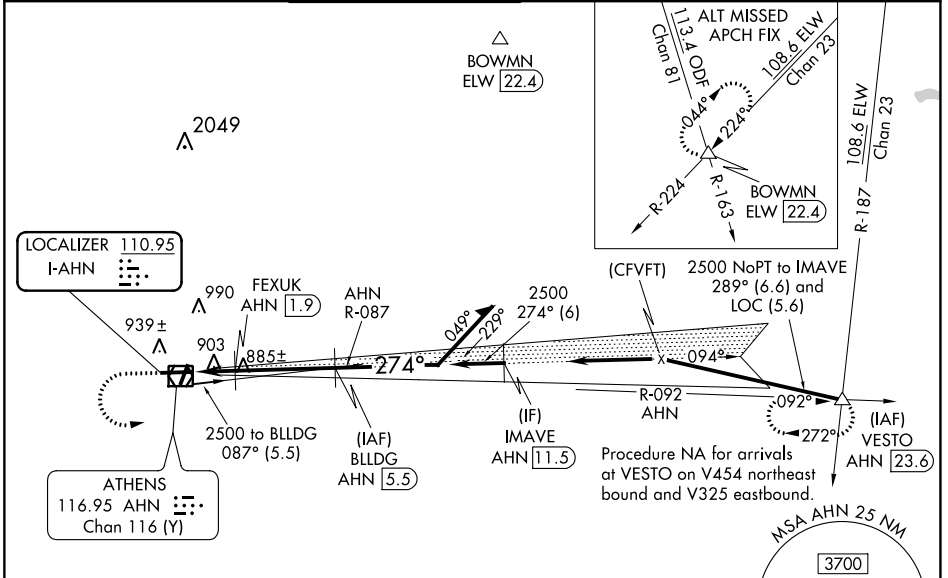 ALT MISSED
APCH FIX
113.4 ODF
Chan 81
108.6 ELW
Chan 23
044°
224°
R-224
R-163
BOWMN
ELW 22.4
BOWMN
ELW 22.4
108.6 ELW
Chan 23
R-187
2049
LOCALIZER 110.95
I-AHN
990
939±
903
885±
FEXUK
AHN 1.9
AHN
R-087
049°
229°
2500
274° (6)
(CFVFT)
2500 NoPT to IMAVE
289° (6.6) and
LOC (5.6)
274°
094°
X
R-092
AHN
092°
272°
2500 to BLLDG
087° (5.5)
(IAF)
BLLDG
AHN 5.5
(IF)
IMAVE
AHN 11.5
(IAF)
VESTO
AHN 23.6
Procedure NA for arrivals
at VESTO on V454 northeast
bound and V325 eastbound.
ATHENS
116.95 AHN
Chan 116 (Y)
MSA AHN 25 NM
3700